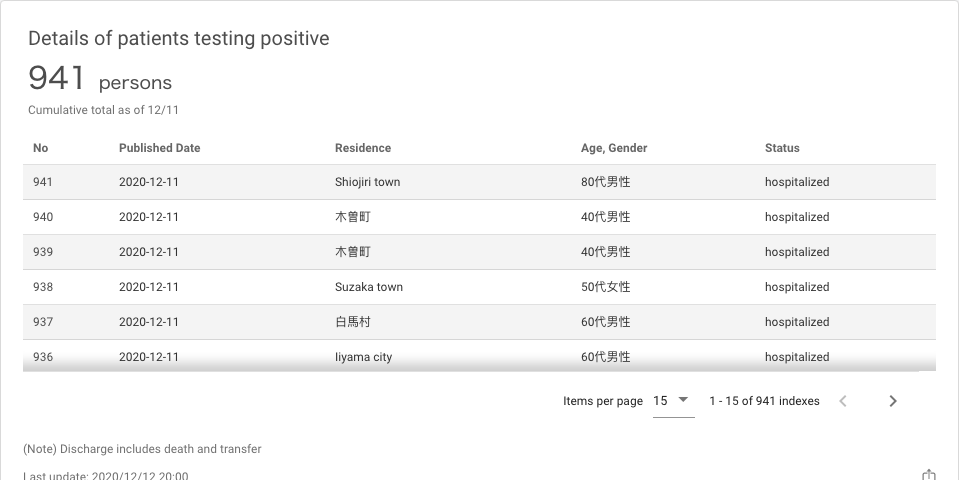 Details of patients testing positive
941 persons
Cumulative total as of 12/11
No Published Date Residence Age, Gender Status
941 2020-12-11 Shiojiri town 80代男性 hospitalized
940 2020-12-11 木曽町 40代男性 hospitalized
939 2020-12-11 木曽町 40代男性 hospitalized
938 2020-12-11 Suzaka town 50代女性 hospitalized
937 2020-12-11 白馬村 60代男性 hospitalized
936 2020-12-11 Iiyama city 60代男性 hospitalized
Items per page 15 1 - 15 of 941 indexes
(Note) Discharge includes death and transfer
Last update: 2020/12/12 20:00